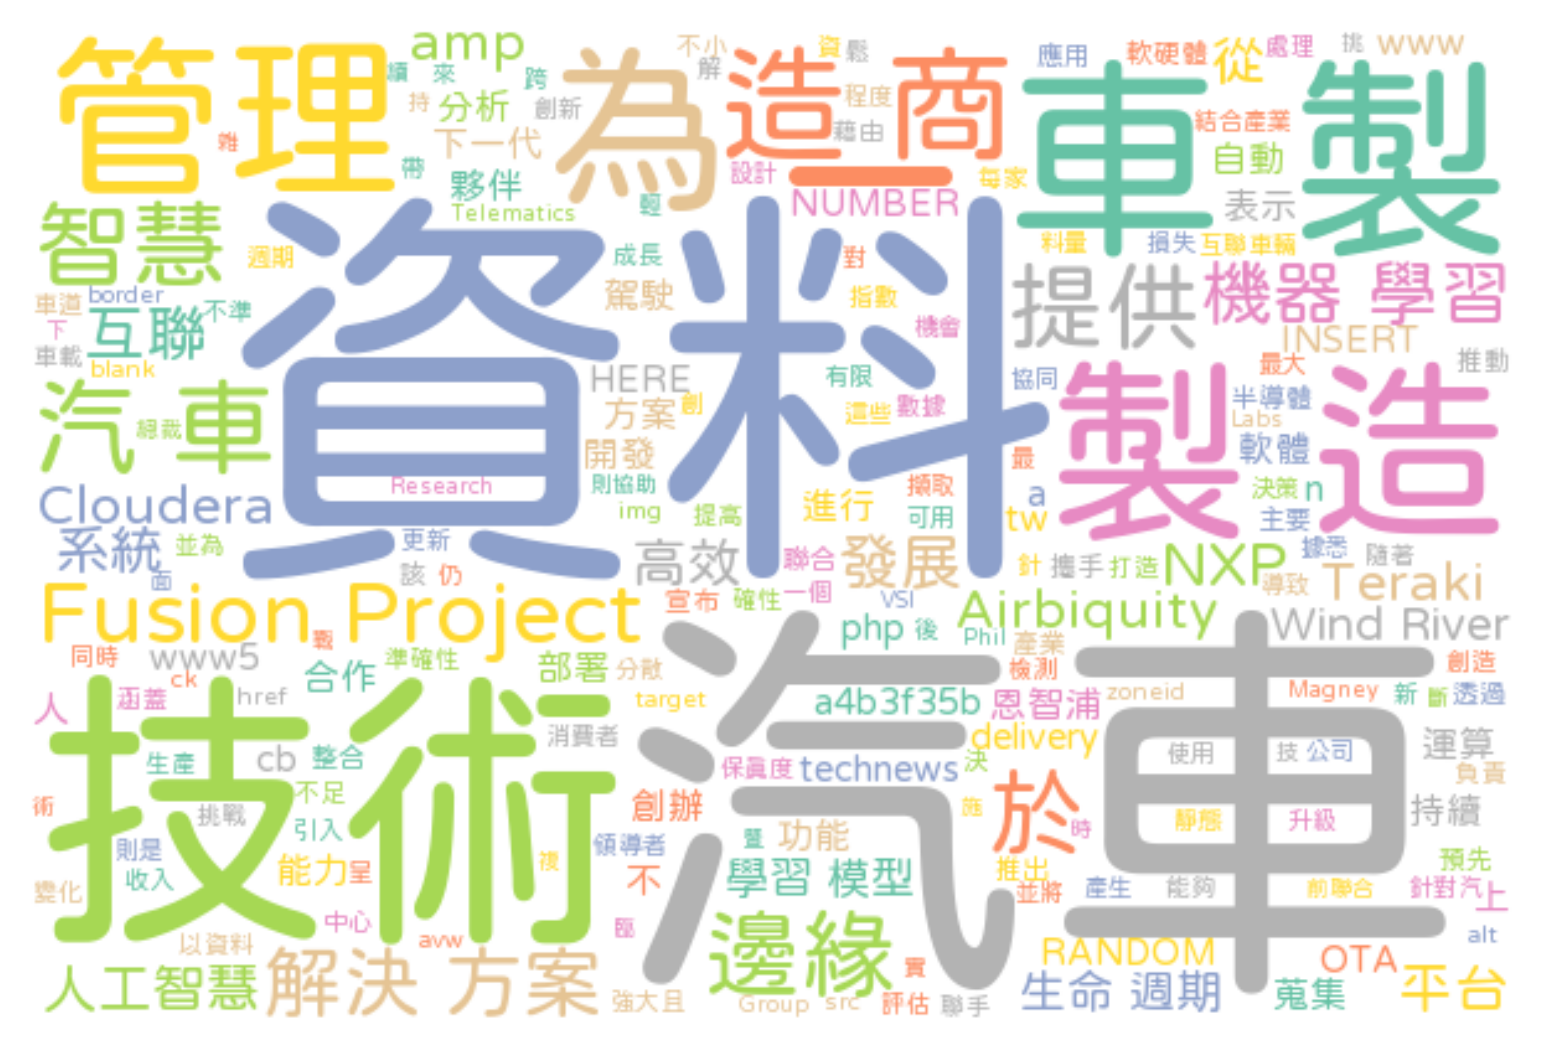 管理
amp
為
造 商
車 製
不小
解
資 鬆
應用
軟硬體
從
處理
挑
www
續
來
跨
持
分析
創新
程度
藉由
結合產業
下一代
帶
夥伴
設計
每家
自動
智慧
Telematics
輕
NUMBER
表示
週期
成長
對
料量
損失
互聯車輛
資料
駕駛
指數
提供
機器 學習
車道
border
不準
下
互聯
機會
INSERT
車載
blank
HERE
有限
協同
最大
推動
汽車
總裁
方案
創
這些
數據
製造
半導體
Labs
開發
最
軟體
Research
則協助
擷取
決策
n
Cloudera
img
提高
進行
可用
a
tw
主要
系統
並為
更新
高效
聯合
發展
針
攜手
打造
NXP
據悉
隨著
面
該
仍
導致
Teraki
Fusion Project
宣布
確性
一個
VSI
Airbiquity
Wind River
戰
php
後
Phil
產業
同時
www5
合作
準確性
部署
分散
檢測
創造
ck
人
涵蓋
href
target
a4b3f35b
恩智浦
zoneid
Magney
新
斷
透過
技術
消費者
delivery
汽車
使用
技
公司
運算
生產
cb
整合
保真度
technews
決
負責
術
不足
挑戰
創辦
施
於
時
靜態
升級
持續
引入
則是
領導者
暨
功能
收入
能力
呈
複
不
學習 模型
推出
並將
產生
能夠
前聯合
預先
針對汽
上
變化
中心
以資料
avw
臨
邊緣
RANDOM
OTA
alt
人工智慧
解決 方案
強大且
Group
src
實
評估
聯手
生命 週期
蒐集
平台